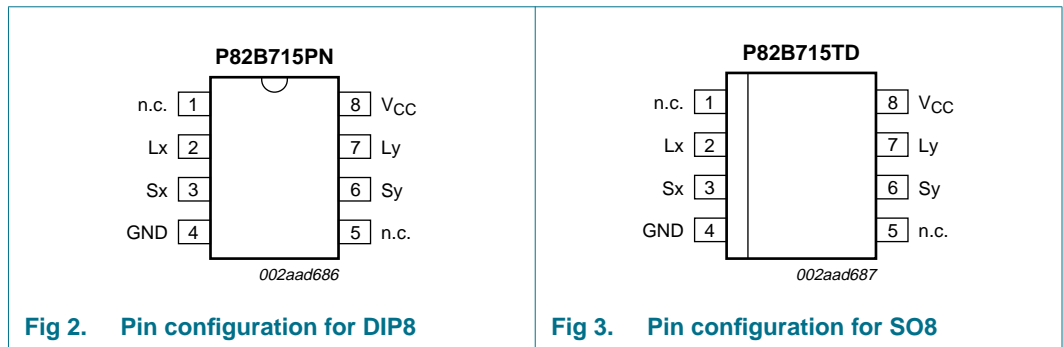 P82B715PN
n.c. 1 8 VCC
Lx 2 7 Ly
Sx 3 6 Sy
GND 4 5 n.c.
002aad686
Fig 2. Pin configuration for DIP8
P82B715TD
n.c. 1 8 VCC
Lx 2 7 Ly
Sx 3 6 Sy
GND 4 5 n.c.
002aad687
Fig 3. Pin configuration for SO8